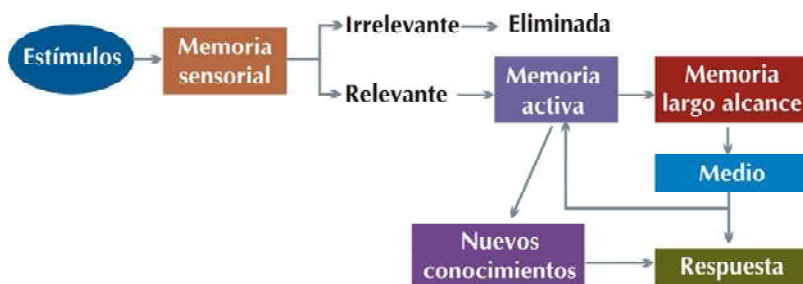 Estímulos
Memoria
sensorial
Irrelevante
Eliminada
Relevante
Memoria
activa
Memoria
largo alcance
Medio
Nuevos
conocimientos
Respuesta